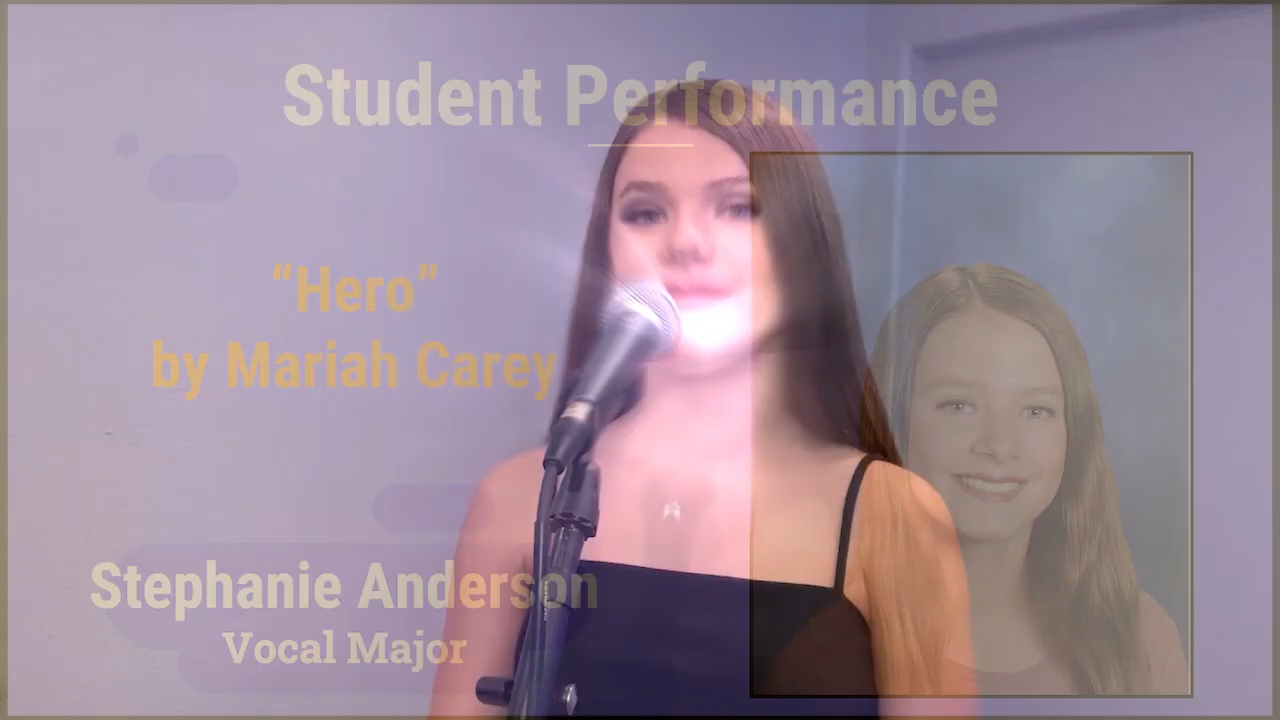 Student Performance
“Hero”
by Mariah Carey
Stephanie Anderson
Vocal Major